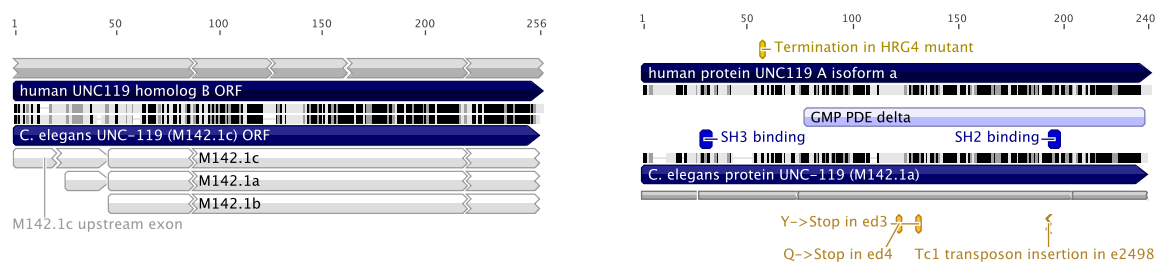 1 50 100 150 200 256
human UNC119 homolog B ORF
C. elegans UNC-119 (M142.1c) ORF
M142.1c
M142.1a
M142.1b
M142.1c upstream exon
1 50 100 150 200 240
Termination in HRG4 mutant
human protein UNC119 A isoform a
GMP PDE delta
SH3 binding SH2 binding
C. elegans protein UNC-119 (M142.1a)
Y->Stop in ed3
Q->Stop in ed4 Tc1 transposon insertion in e2498